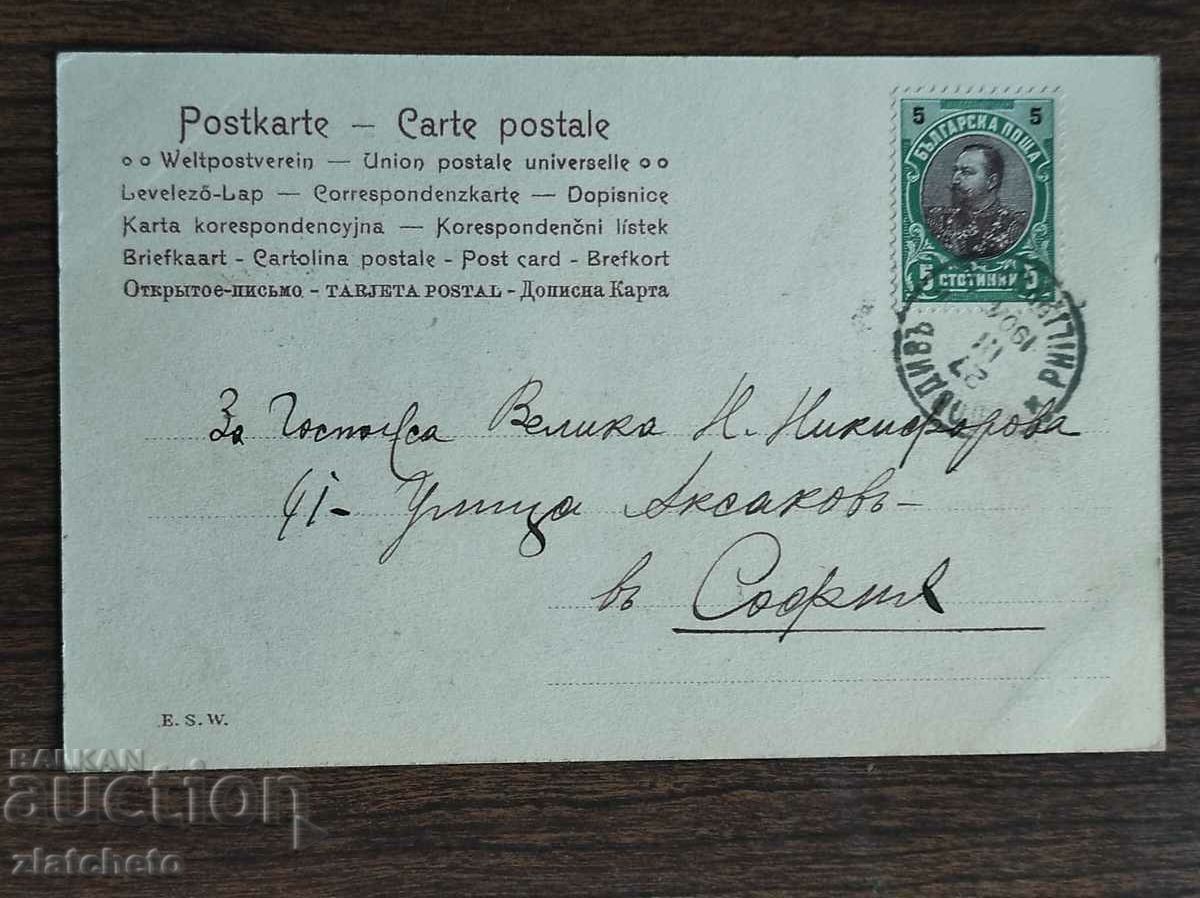 Postkarte – Carte postale
Weltpostverein – Union postale universelle
Levelező-Lap – Correspondenzkarte – Dopisnice
Karta korespondencyjna – Korespondenčni lístek
Briefkaart - Cartolina postale - Post card - Brefkort
Открытое-письмо - TARJETA POSTAL - Дописна Карта
5 5
БЪЛГАРСКА ПОЩА
5 СТОТИНКИ 5
За Госпожа Велика Н. Никифорова
41- Улица Аксаковъ-
въ София
E. S. W.
BALKAN
auction
zlatcheto